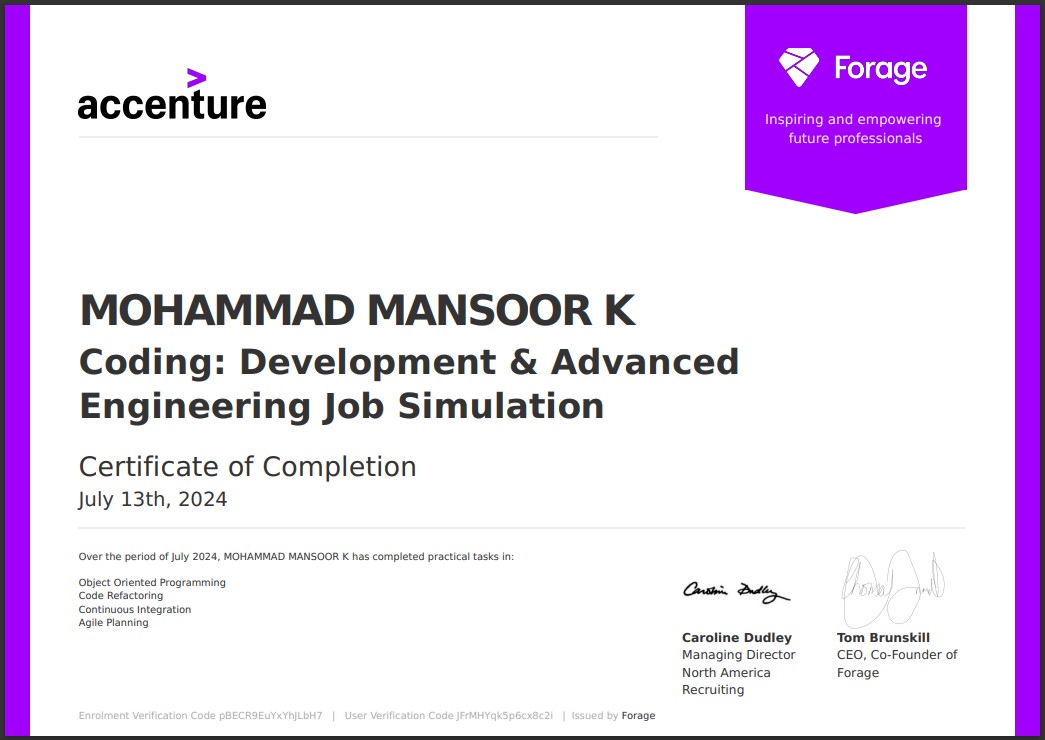 accenture
>
Forage
Inspiring and empowering
future professionals
MOHAMMAD MANSOOR K
Coding: Development & Advanced
Engineering Job Simulation
Certificate of Completion
July 13th, 2024
Over the period of July 2024, MOHAMMAD MANSOOR K has completed practical tasks in:
Object Oriented Programming
Code Refactoring
Continuous Integration
Agile Planning
Caroline Dudley
Caroline Dudley
Managing Director
North America
Recruiting
Tom Brunskill
CEO, Co-Founder of
Forage
Enrolment Verification Code pBECR9EuYxYhJLbH7 | User Verification Code JFrMHYqk5p6cx8c2i | Issued by Forage